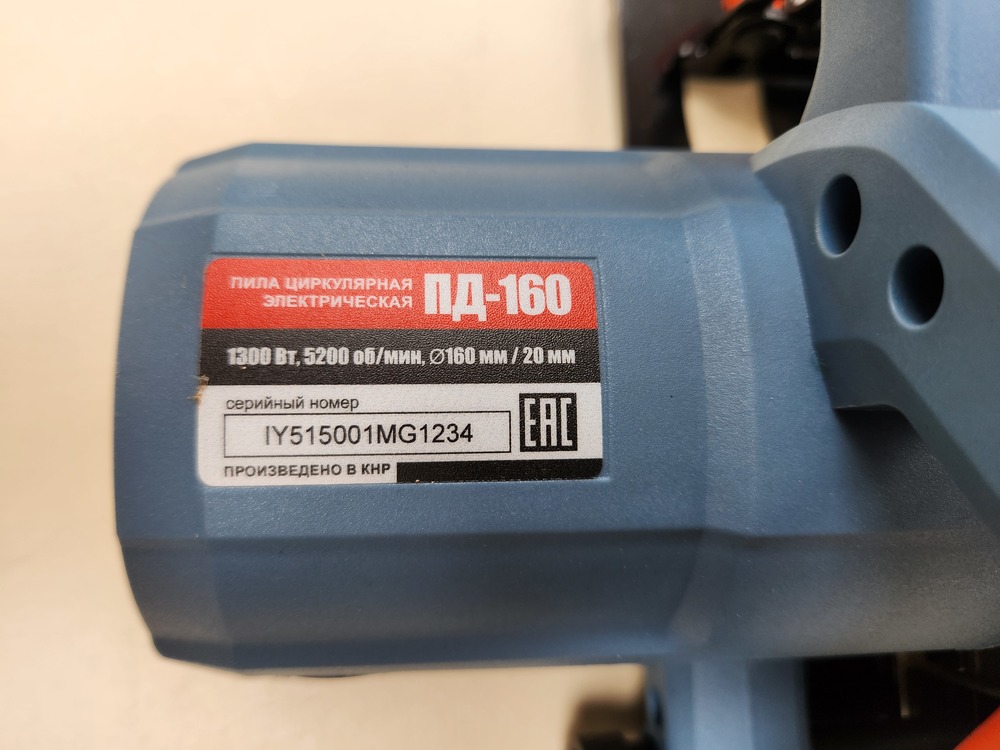 ПИЛА ЦИРКУЛЯРНАЯ
ЭЛЕКТРИЧЕСКАЯ
ПД-160
1300 Вт, 5200 об/мин, Ø160 мм / 20 мм
серийный номер
IY515001MG1234
EAC
ПРОИЗВЕДЕНО В КНР